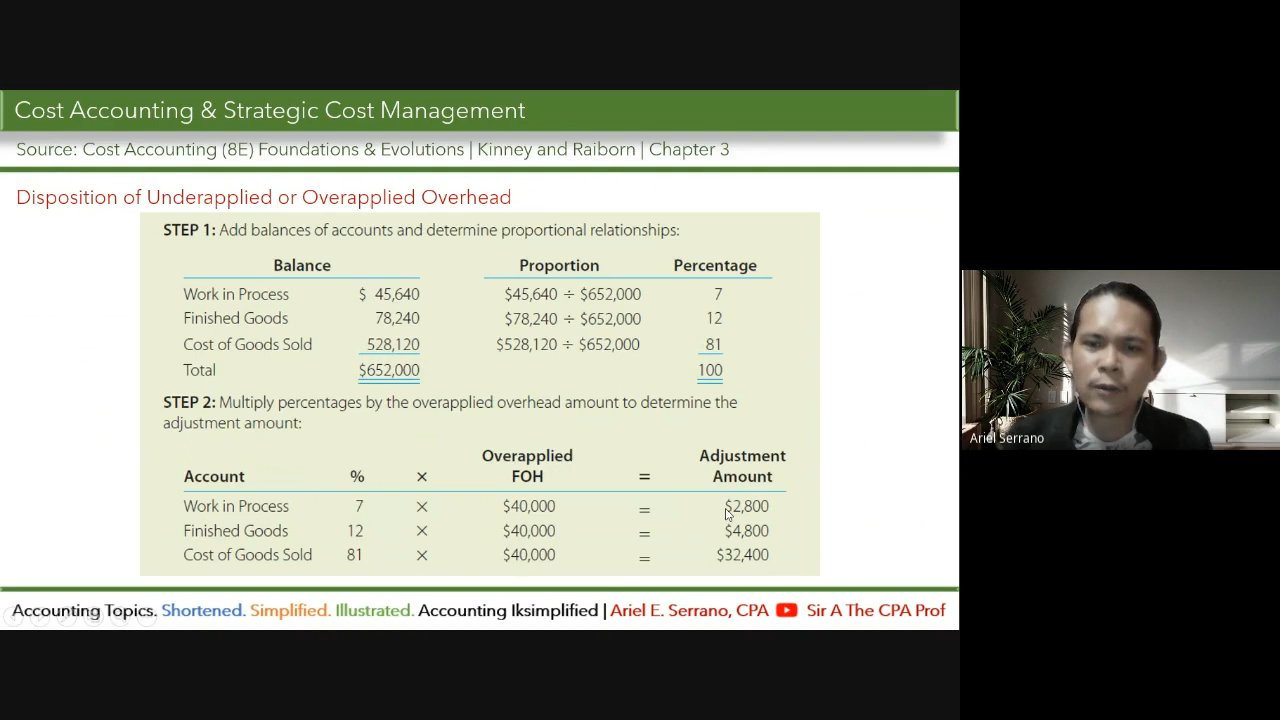 Cost Accounting & Strategic Cost Management
Source: Cost Accounting (8E) Foundations & Evolutions | Kinney and Raiborn | Chapter 3
Disposition of Underapplied or Overapplied Overhead
STEP 1: Add balances of accounts and determine proportional relationships:
Balance Proportion Percentage
Work in Process $ 45,640 $45,640 ÷ $652,000 7
Finished Goods 78,240 $78,240 ÷ $652,000 12
Cost of Goods Sold 528,120 $528,120 ÷ $652,000 81
Total $652,000 100
STEP 2: Multiply percentages by the overapplied overhead amount to determine the
adjustment amount:
Overapplied Adjustment
Account % × FOH = Amount
Work in Process 7 × $40,000 = $2,800
Finished Goods 12 × $40,000 = $4,800
Cost of Goods Sold 81 × $40,000 = $32,400
Accounting Topics. Shortened. Simplified. Illustrated. Accounting Iksimplified | Ariel E. Serrano, CPA Sir A The CPA Prof
Ariel Serrano